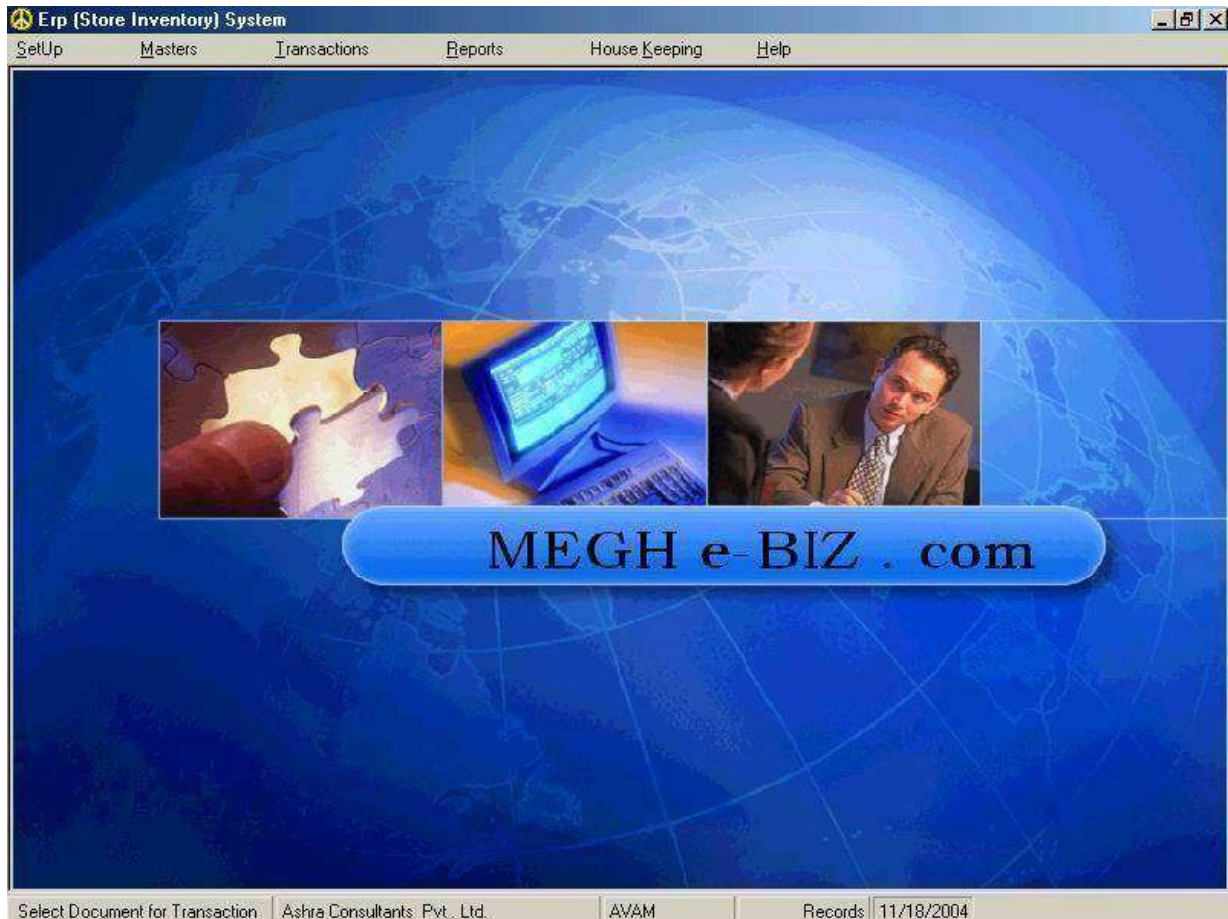 Erp (Store Inventory) System
SetUp Masters Transactions Reports House Keeping Help
MEGH e-BIZ . com
Select Document for Transaction Ashra Consultants Pvt. Ltd. AVAM Records 11/18/2004